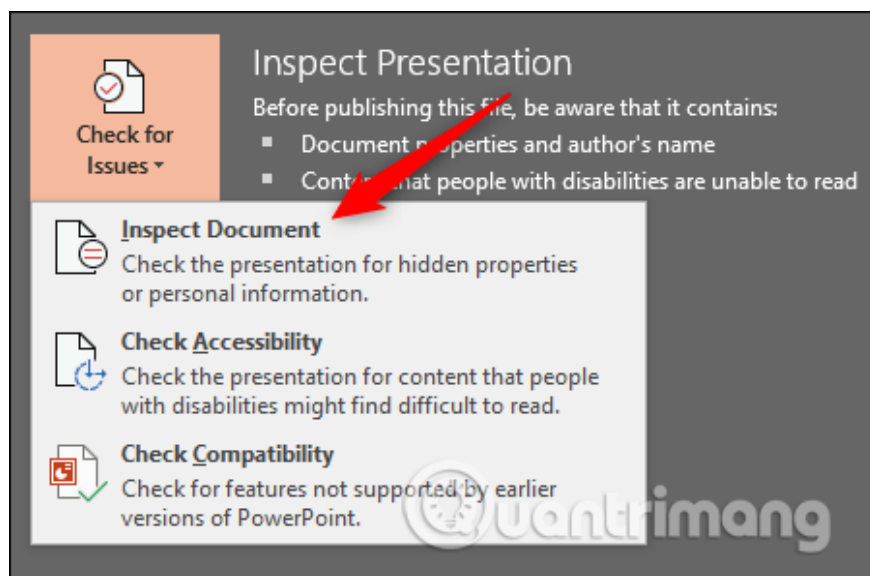 Inspect Presentation
Before publishing this file, be aware that it contains:
Document properties and author's name
Content that people with disabilities are unable to read
Check for
Issues
Inspect Document
Check the presentation for hidden properties
or personal information.
Check Accessibility
Check the presentation for content that people
with disabilities might find difficult to read.
Check Compatibility
Check for features not supported by earlier
versions of PowerPoint.
Quantrimang